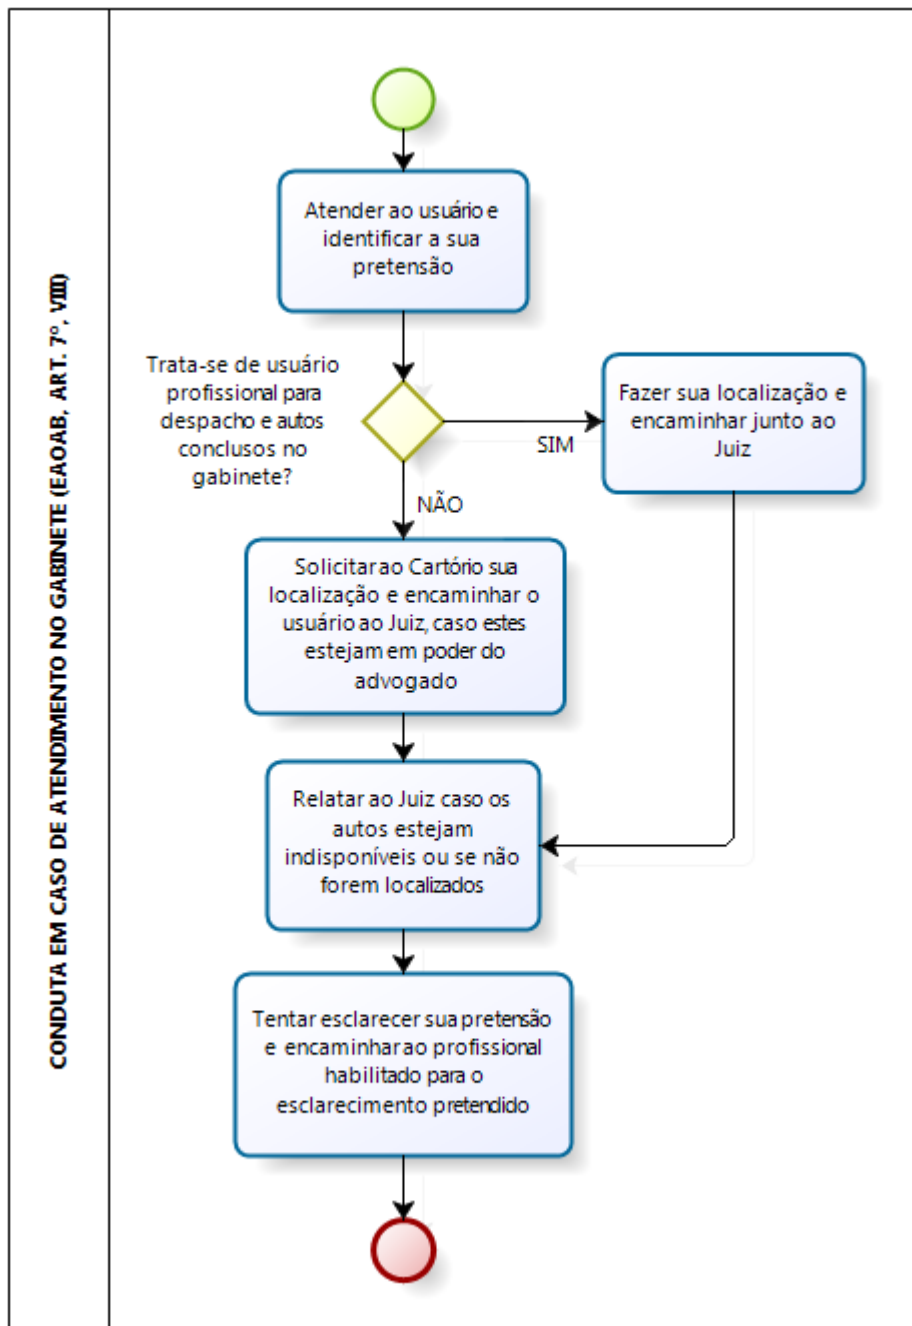 CONDUTA EM CASO DE ATENDIMENTO NO GABINETE (EAOAB, ART. 7º, VIII)
Atender ao usuário e
identificar a sua
pretensão
Trata-se de usuário
profissional para
despacho e autos
conclusos no
gabinete?
SIM
Fazer sua localização e
encaminhar junto ao
Juiz
NÃO
Solicitar ao Cartório sua
localização e encaminhar o
usuário ao Juiz, caso estes
estejam em poder do
advogado
Relatar ao Juiz caso os
autos estejam
indisponíveis ou se não
forem localizados
Tentar esclarecer sua pretensão
e encaminhar ao profissional
habilitado para o
esclarecimento pretendido